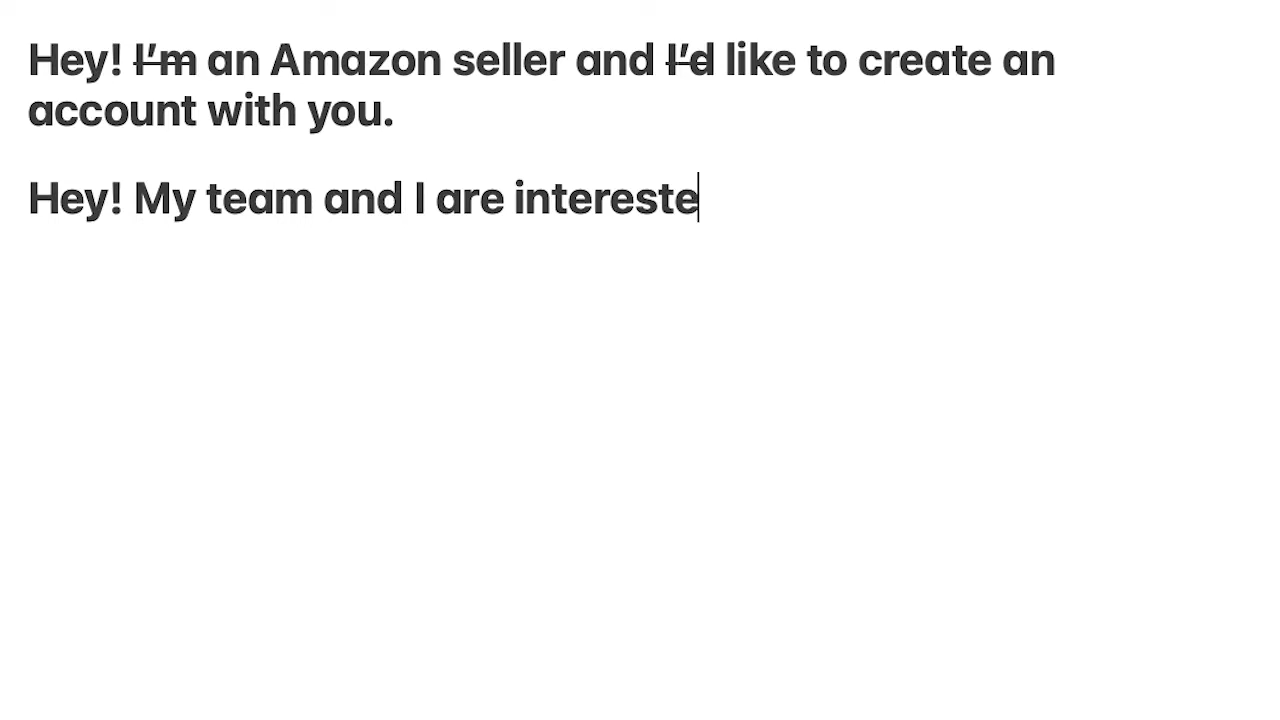 Hey! I’m an Amazon seller and I’d like to create an
account with you.
Hey! My team and I are intereste